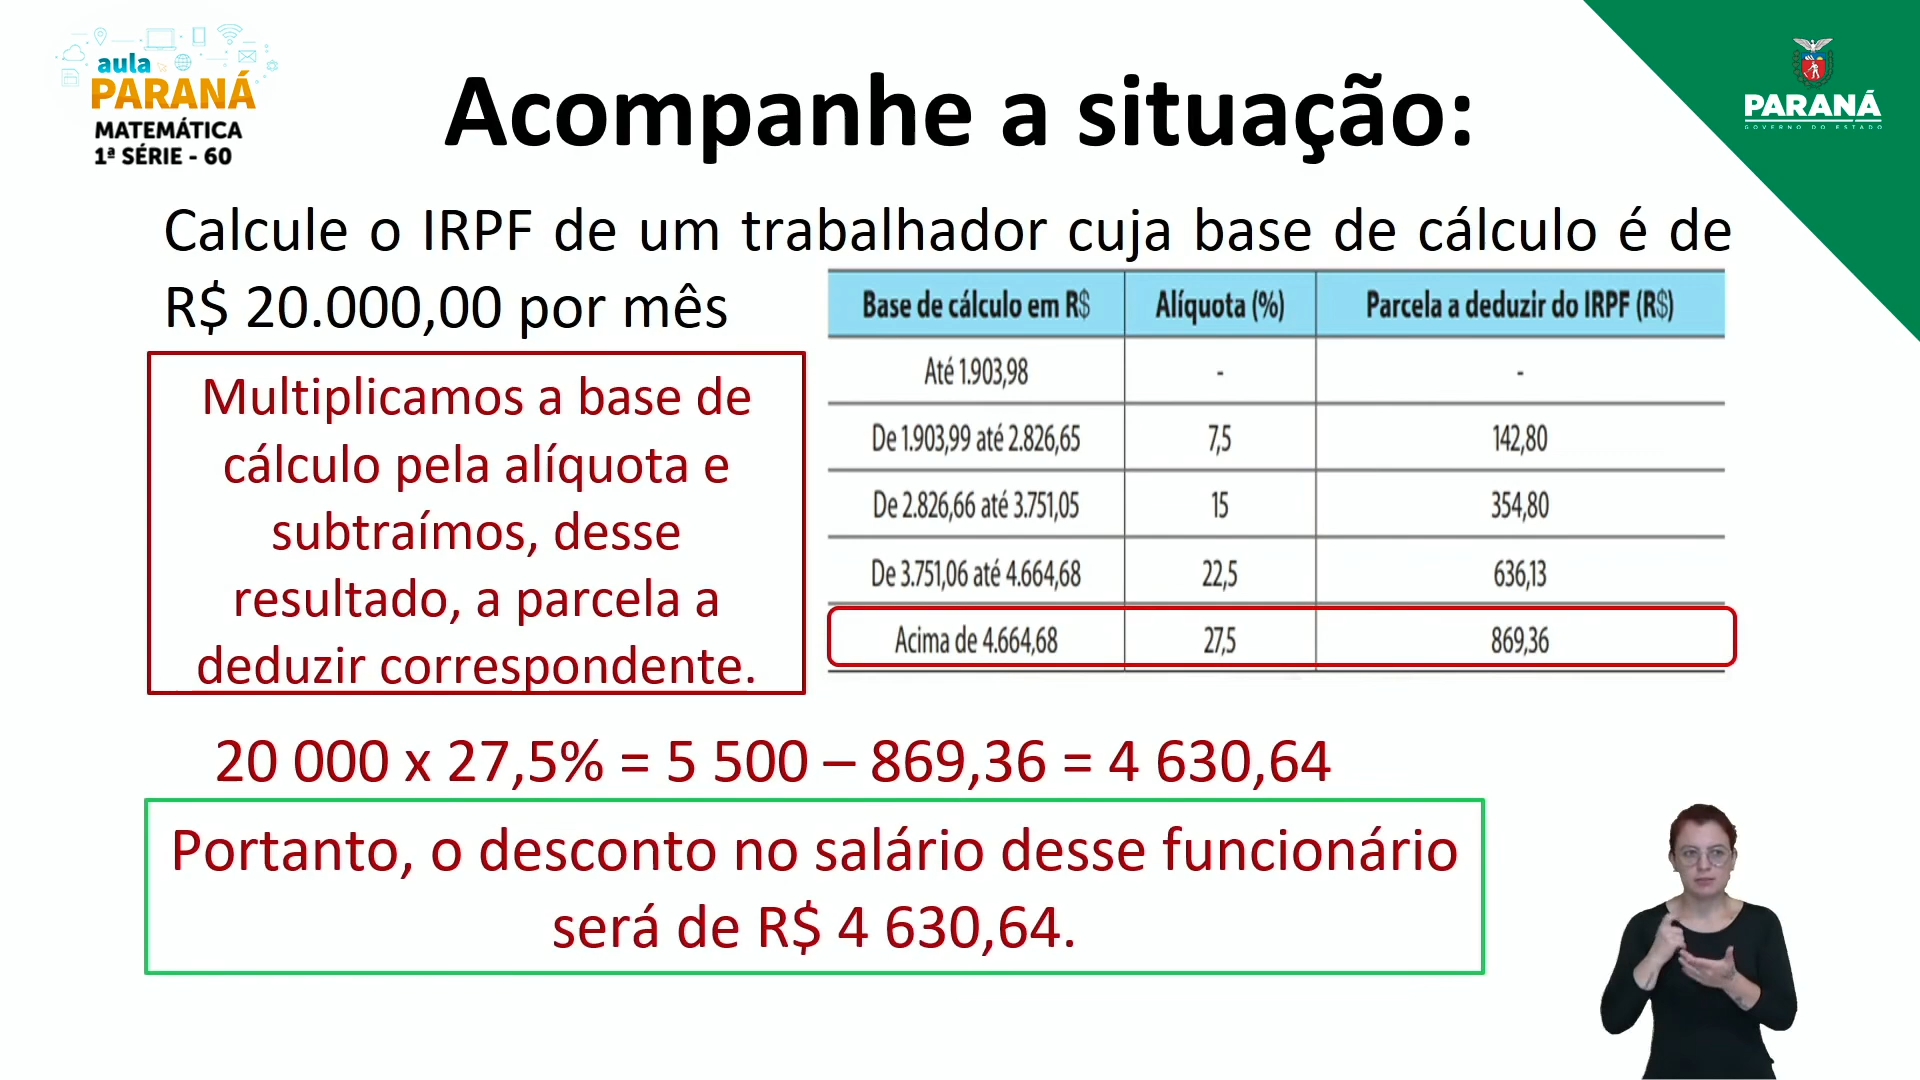 aula
PARANÁ
MATEMÁTICA
1ª SÉRIE - 60
Acompanhe a situação:
PARANÁ
GOVERNO DO ESTADO
Calcule o IRPF de um trabalhador cuja base de cálculo é de
R$ 20.000,00 por mês
Multiplicamos a base de
cálculo pela alíquota e
subtraímos, desse
resultado, a parcela a
deduzir correspondente.
Base de cálculo em R$ Alíquota (%) Parcela a deduzir do IRPF (R$)
Até 1.903,98 - -
De 1.903,99 até 2.826,65 7,5 142,80
De 2.826,66 até 3.751,05 15 354,80
De 3.751,06 até 4.664,68 22,5 636,13
Acima de 4.664,68 27,5 869,36
20 000 x 27,5% = 5 500 – 869,36 = 4 630,64
Portanto, o desconto no salário desse funcionário
será de R$ 4 630,64.